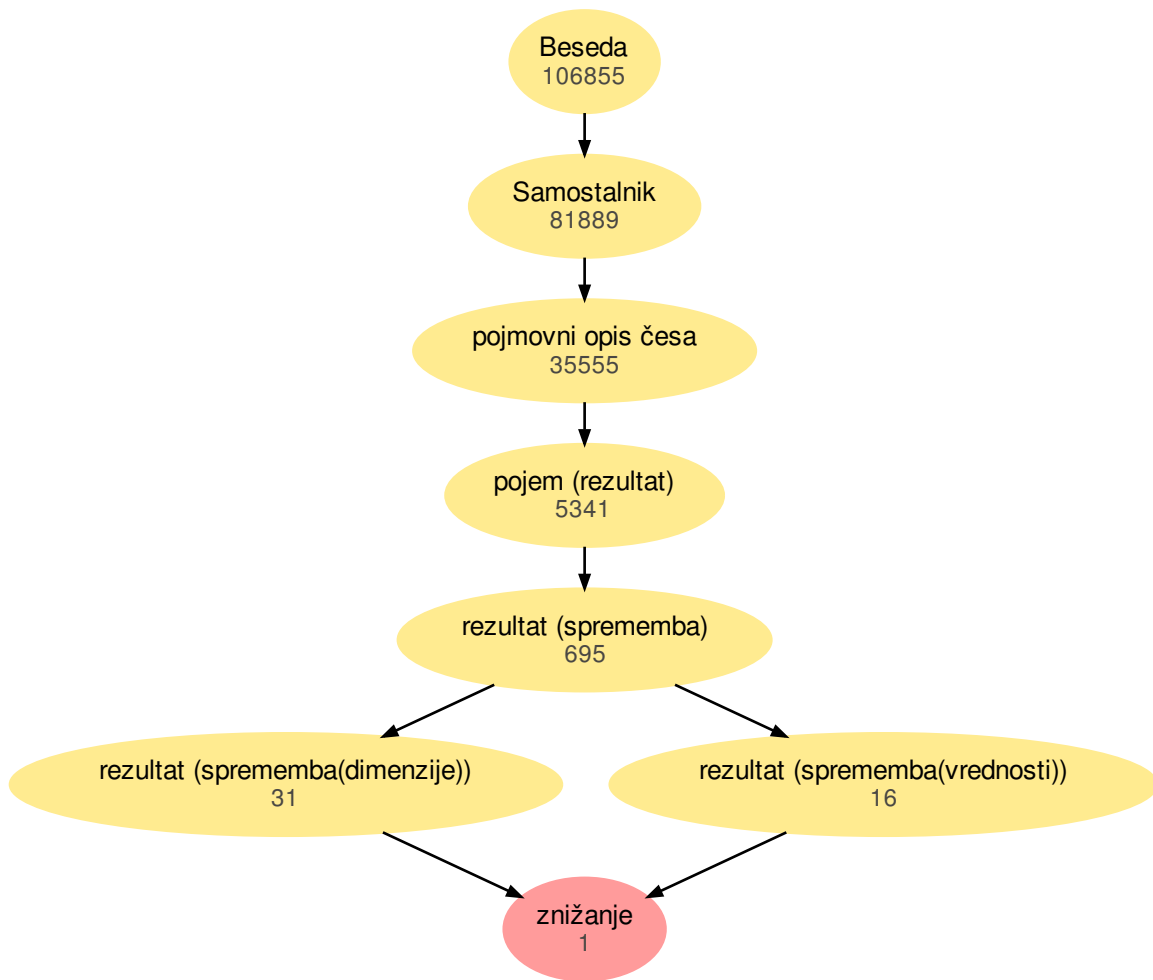 Beseda
106855
Samostalnik
81889
pojmovni opis česa
35555
pojem (rezultat)
5341
rezultat (sprememba)
695
rezultat (sprememba(dimenzije))
31
rezultat (sprememba(vrednosti))
16
znižanje
1